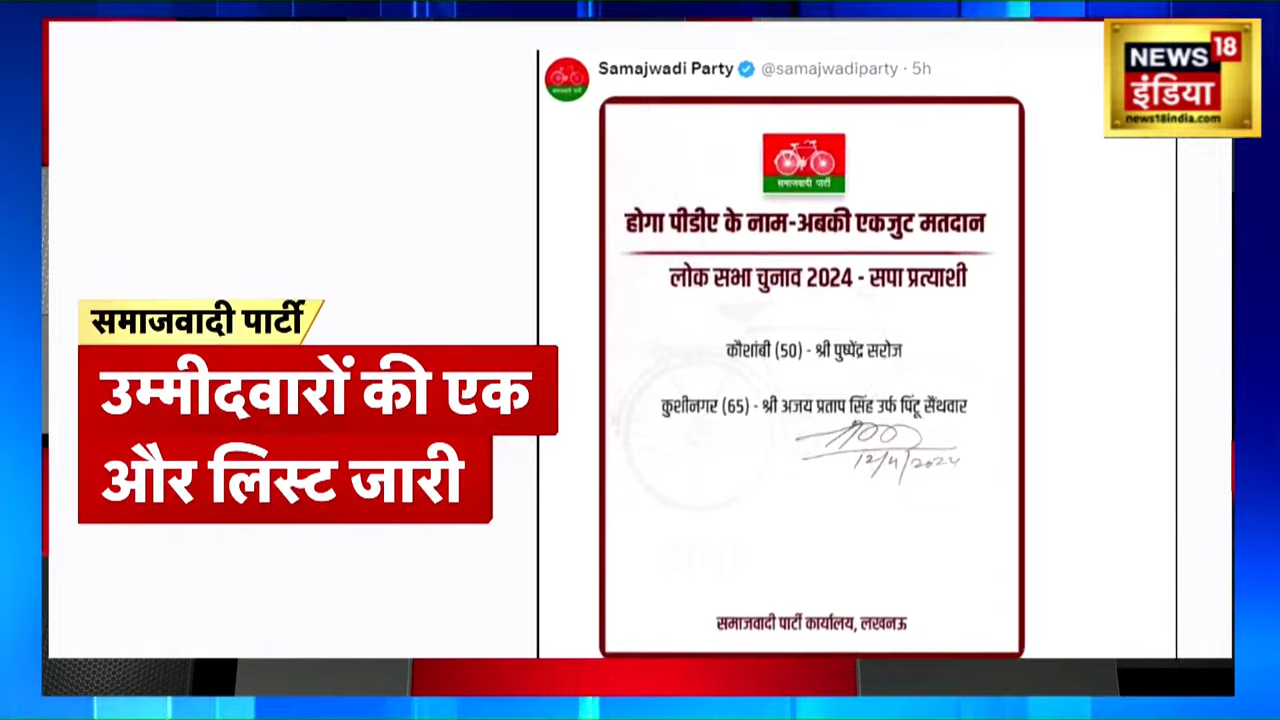 समाजवादी पार्टी
उम्मीदवारों की एक
और लिस्ट जारी
Samajwadi Party @samajwadiparty · 5h
समाजवादी पार्टी
होगा पीडीए के नाम-अबकी एकजुट मतदान
लोक सभा चुनाव 2024 - सपा प्रत्याशी
कौशांबी (50) - श्री पुष्पेंद्र सरोज
कुशीनगर (65) - श्री अजय प्रताप सिंह उर्फ पिंटू सैंथवार
12/4/2024
समाजवादी पार्टी कार्यालय, लखनऊ
NEWS 18
इंडिया
news18india.com